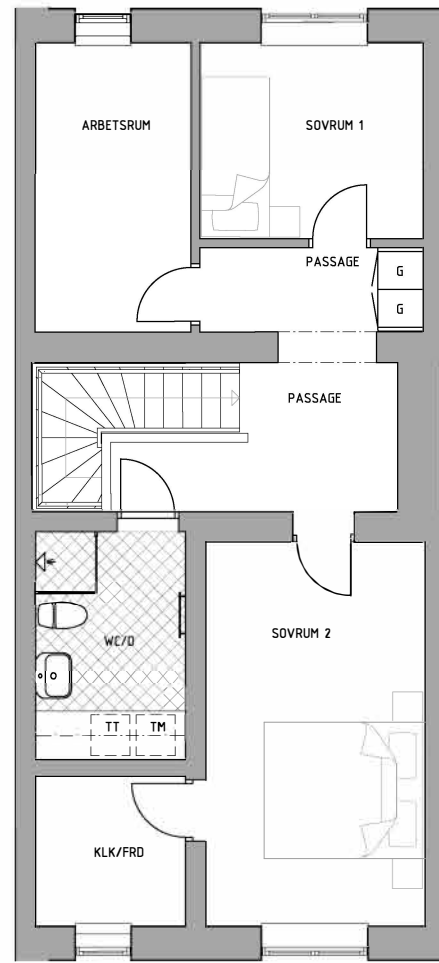 ARBETSRUM
SOVRUM 1
PASSAGE
G
G
PASSAGE
SOVRUM 2
WC/D
TT TM
KLK/FRD